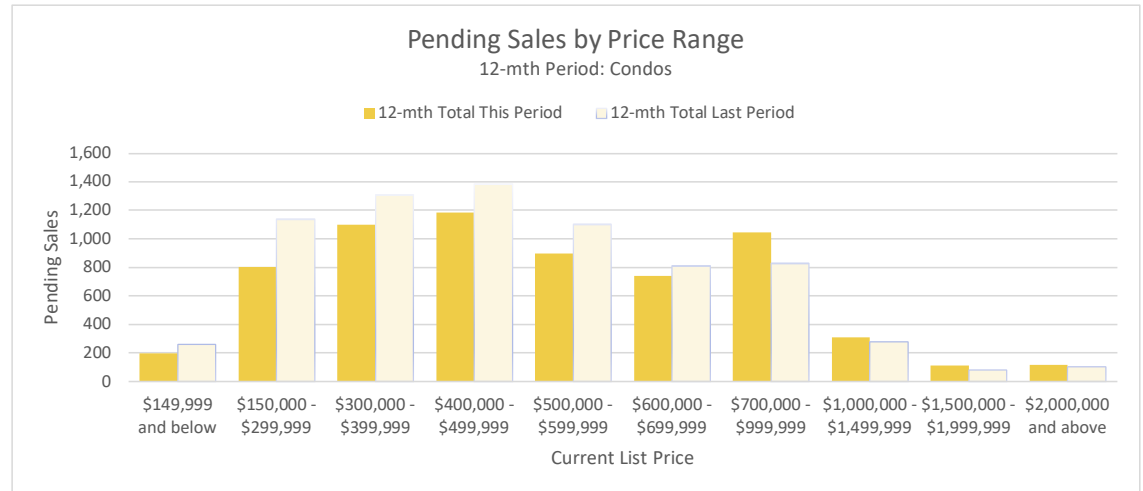 Pending Sales by Price Range
12-mth Period: Condos
12-mth Total This Period 12-mth Total Last Period
1,600
1,400
1,200
1,000
800
600
400
200
0
Pending Sales
$149,999 $150,000 - $300,000 - $400,000 - $500,000 - $600,000 - $700,000 - $1,000,000 - $1,500,000 - $2,000,000
and below $299,999 $399,999 $499,999 $599,999 $699,999 $999,999 $1,499,999 $1,999,999 and above
Current List Price